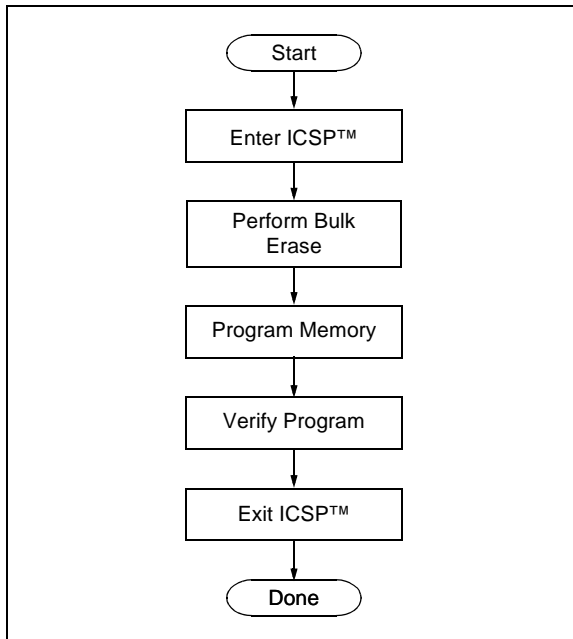 Start
Enter ICSP™
Perform Bulk
Erase
Program Memory
Verify Program
Exit ICSP™
Done